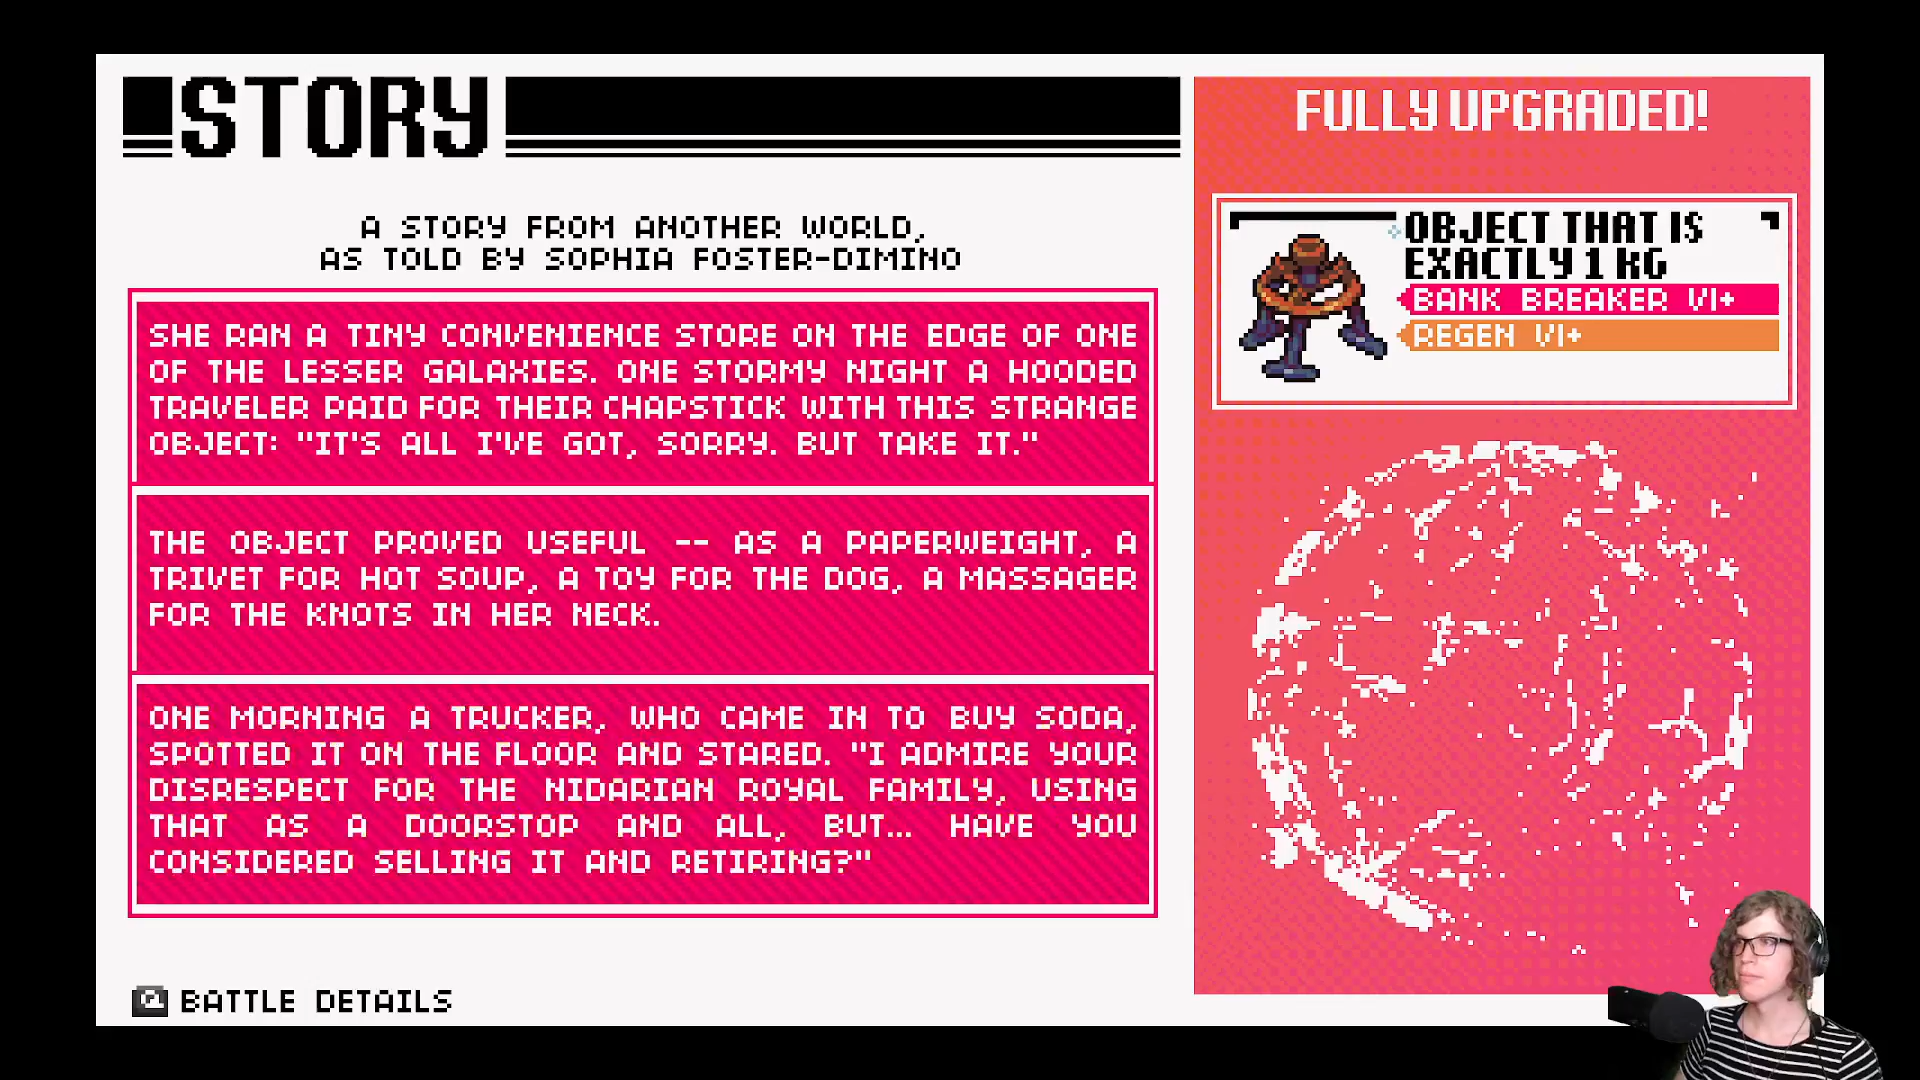 STORY
A STORY FROM ANOTHER WORLD,
AS TOLD BY SOPHIA FOSTER-DIMINO
SHE RAN A TINY CONVENIENCE STORE ON THE EDGE OF ONE
OF THE LESSER GALAXIES. ONE STORMY NIGHT A HOODED
TRAVELER PAID FOR THEIR CHAPSTICK WITH THIS STRANGE
OBJECT: "IT'S ALL I'VE GOT, SORRY. BUT TAKE IT."
THE OBJECT PROVED USEFUL -- AS A PAPERWEIGHT, A
TRIVET FOR HOT SOUP, A TOY FOR THE DOG, A MASSAGER
FOR THE KNOTS IN HER NECK.
ONE MORNING A TRUCKER, WHO CAME IN TO BUY SODA,
SPOTTED IT ON THE FLOOR AND STARED. "I ADMIRE YOUR
DISRESPECT FOR THE NIDARIAN ROYAL FAMILY, USING
THAT AS A DOORSTOP AND ALL, BUT... HAVE YOU
CONSIDERED SELLING IT AND RETIRING?"
BATTLE DETAILS
FULLY UPGRADED!
OBJECT THAT IS
EXACTLY 1 KG
BANK BREAKER VI+
REGEN VI+